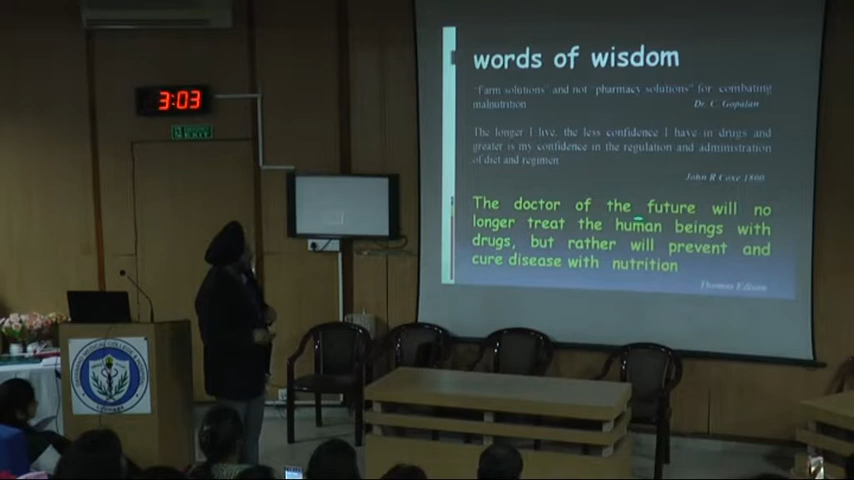 3:03
words of wisdom
"Farm solutions" and not "pharmacy solutions" for combating
malnutrition
Dr. C. Gopalan
The longer I live, the less confidence I have in drugs and
greater is my confidence in the regulation and administration
of diet and regimen
John R Coxe 1800
The doctor of the future will no
longer treat the human beings with
drugs, but rather will prevent and
cure disease with nutrition
Thomas Edison
MEDICAL COLLEGE &